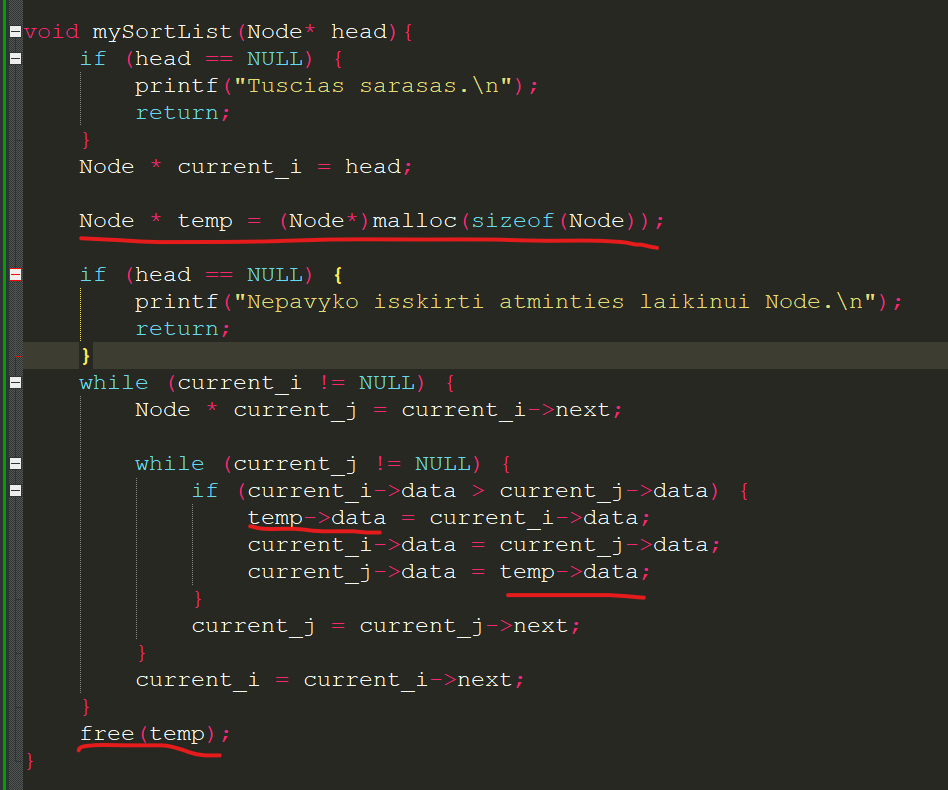 void mySortList(Node* head){
    if (head == NULL) {
        printf("Tuscias sarasas.\n");
        return;
    }
    Node * current_i = head;

    Node * temp = (Node*)malloc(sizeof(Node));

    if (head == NULL) {
        printf("Nepavyko isskirti atminties laikinui Node.\n");
        return;
    }
    while (current_i != NULL) {
        Node * current_j = current_i->next;

        while (current_j != NULL) {
            if (current_i->data > current_j->data) {
                temp->data = current_i->data;
                current_i->data = current_j->data;
                current_j->data = temp->data;
            }
            current_j = current_j->next;
        }
        current_i = current_i->next;
    }
    free(temp);
}